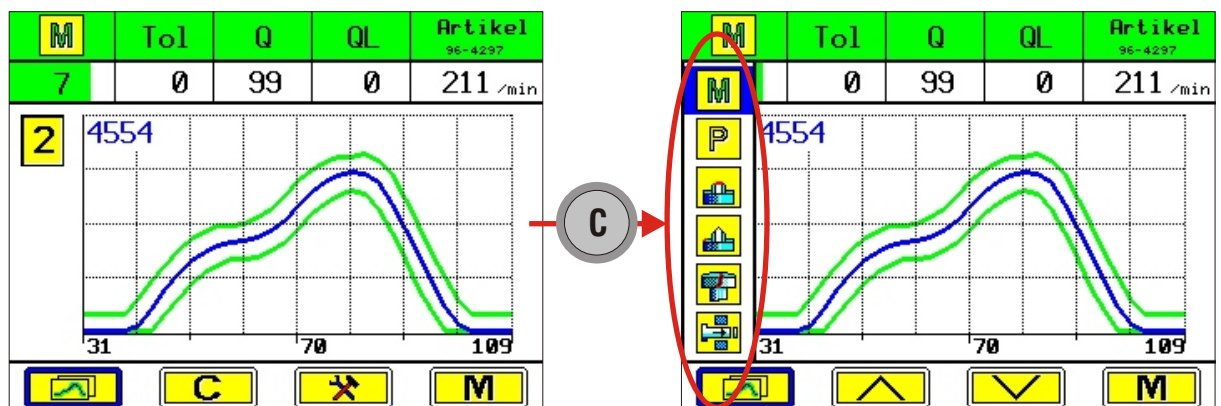 M Tol Q QL Artikel
96-4297
7 0 99 0 211 /min
2 4554
31 70 109
C M
C
M Tol Q QL Artikel
96-4297
M 0 99 0 211 /min
P 4554
31 70 109
M